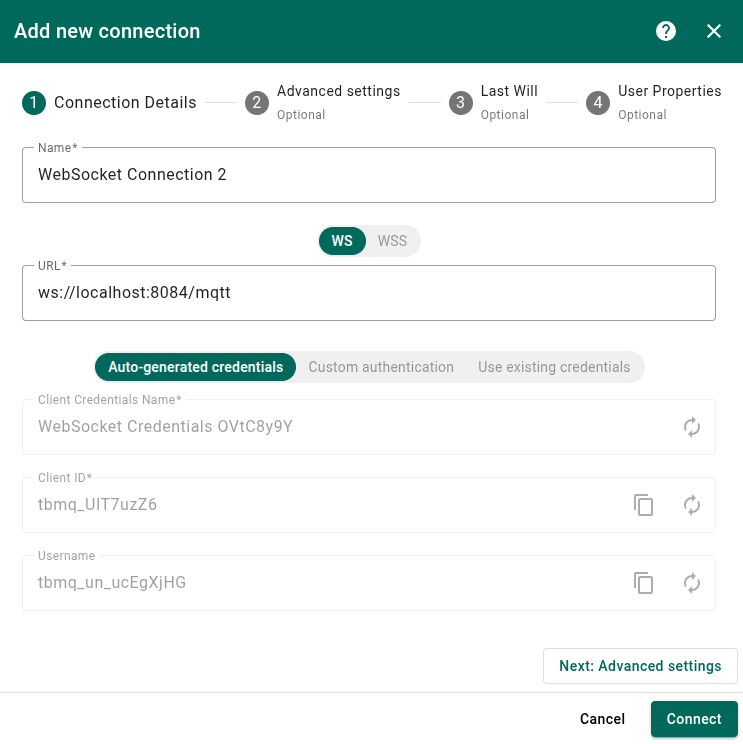 Add new connection
?
1 Connection Details
2 Advanced settings
Optional
3 Last Will
Optional
4 User Properties
Optional
Name*
WebSocket Connection 2
WS WSS
URL*
ws://localhost:8084/mqtt
Auto-generated credentials Custom authentication Use existing credentials
Client Credentials Name*
WebSocket Credentials OVtC8y9Y
Client ID*
tbmq_UIT7uzZ6
Username
tbmq_un_ucEgXjHG
Next: Advanced settings
Cancel Connect